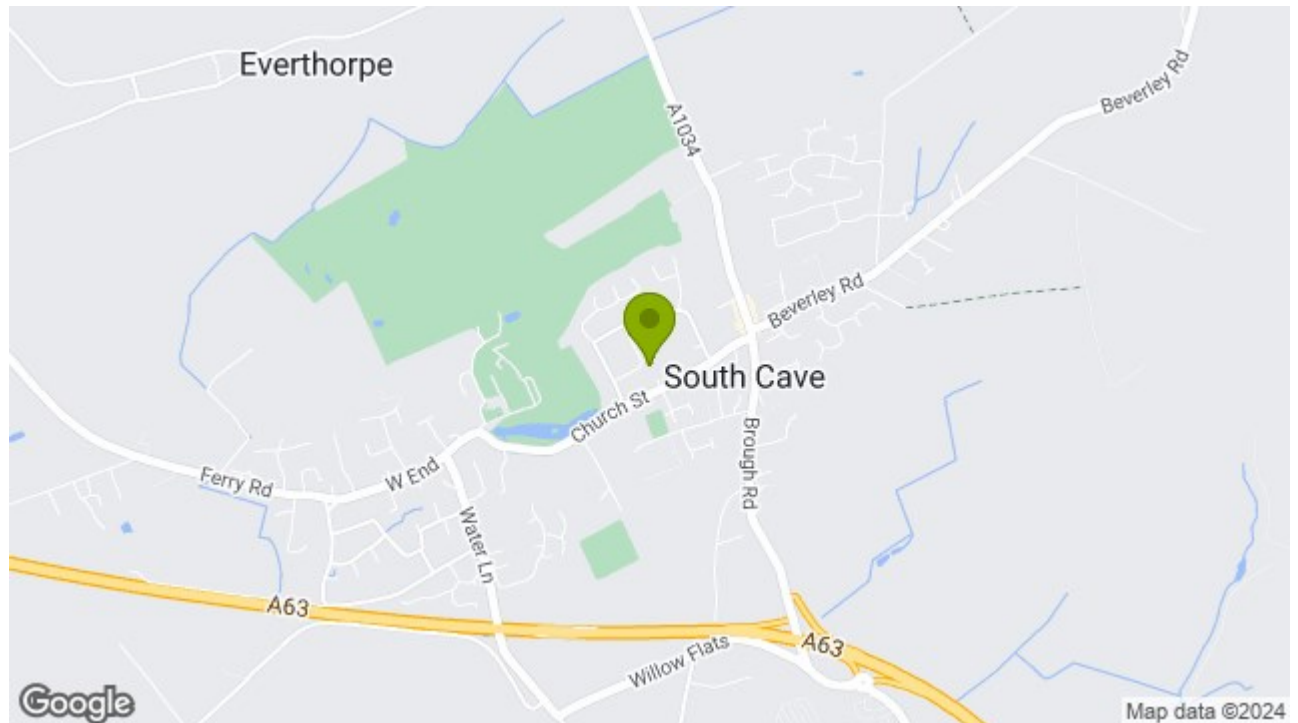 Everthorpe
A1034
Beverley Rd
Beverley Rd
South Cave
Church St
Brough Rd
W End
Ferry Rd
Water Ln
A63
A63
Willow Flats
Google
Map data ©2024